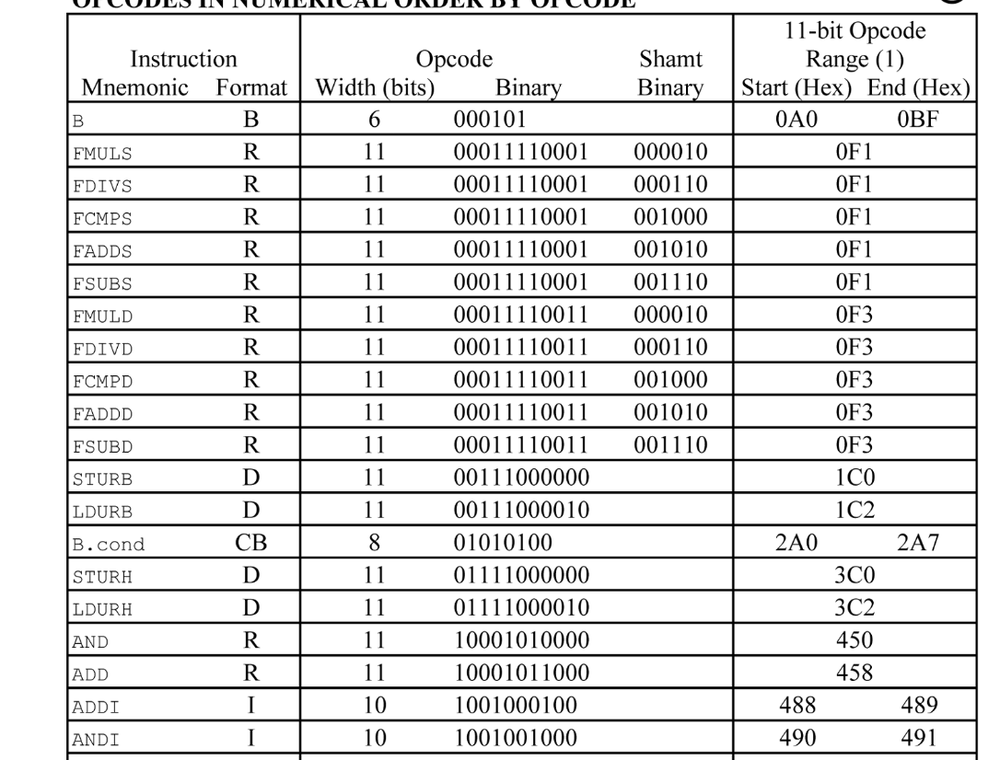 OPCODES IN NUMERICAL ORDER BY OPCODE
11-bit Opcode
Instruction Opcode Shamt Range (1)
Mnemonic Format Width (bits) Binary Binary Start (Hex) End (Hex)
B B 6 000101 0A0 0BF
FMULS R 11 00011110001 000010 0F1
FDIVS R 11 00011110001 000110 0F1
FCMPS R 11 00011110001 001000 0F1
FADDS R 11 00011110001 001010 0F1
FSUBS R 11 00011110001 001110 0F1
FMULD R 11 00011110011 000010 0F3
FDIVD R 11 00011110011 000110 0F3
FCMPD R 11 00011110011 001000 0F3
FADDD R 11 00011110011 001010 0F3
FSUBD R 11 00011110011 001110 0F3
STURB D 11 00111000000 1C0
LDURB D 11 00111000010 1C2
B.cond CB 8 01010100 2A0 2A7
STURH D 11 01111000000 3C0
LDURH D 11 01111000010 3C2
AND R 11 10001010000 450
ADD R 11 10001011000 458
ADDI I 10 1001000100 488 489
ANDI I 10 1001001000 490 491